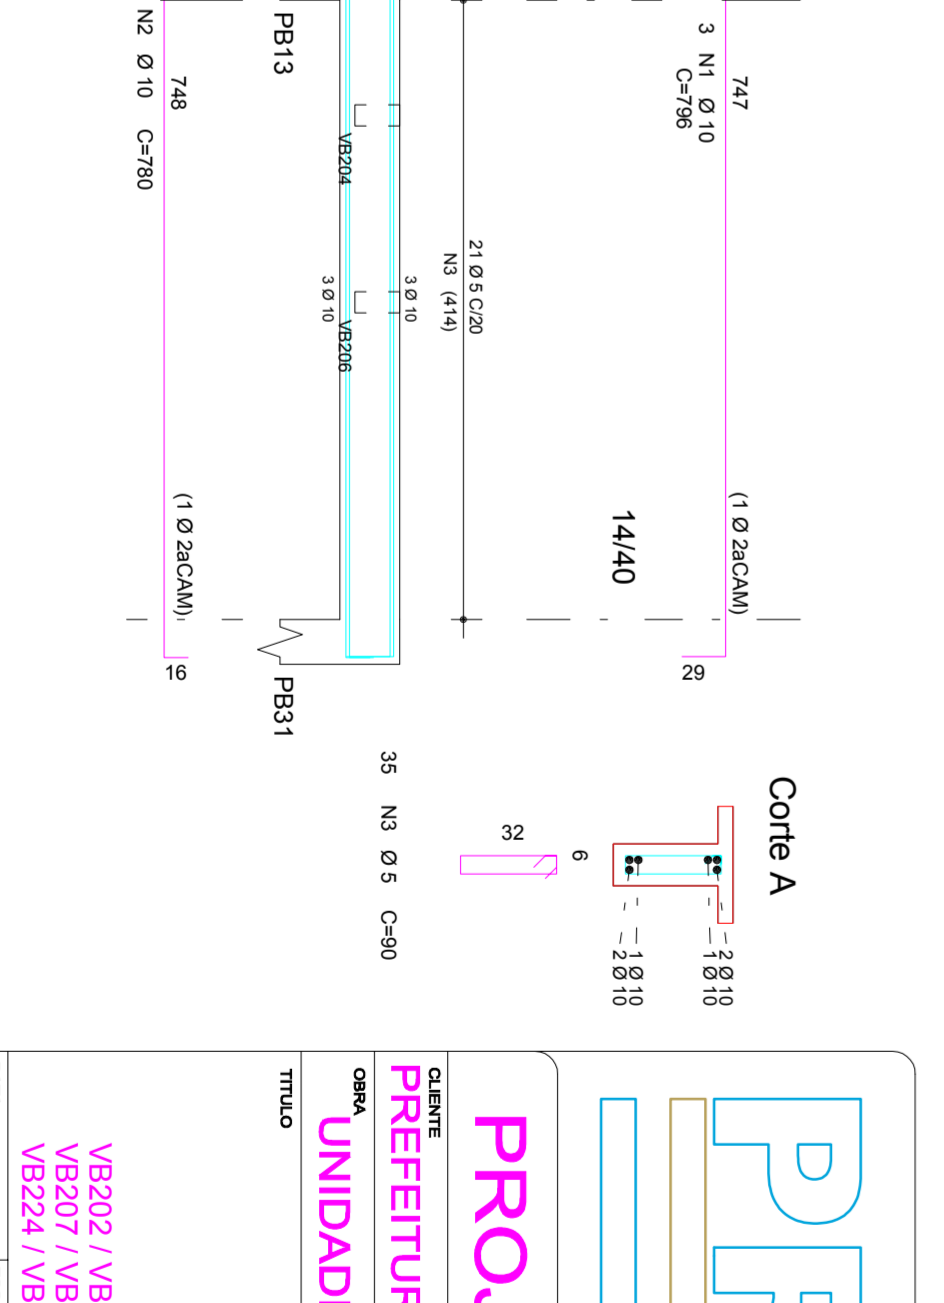 747
3 N1 Ø 10
C=796
(1 Ø 2aCAM)
29
14/40
21 Ø 5 C/20
N3 (414)
3 Ø 10
3 Ø 10
VB204
VB206
PB13
PB31
748
N2 Ø 10 C=780
(1 Ø 2aCAM)
16
Corte A
2 Ø 10
1 Ø 10
1 Ø 10
2 Ø 10
6
32
35 N3 Ø 5 C=90
PROJ
CLIENTE
PREFEITUR
OBRA
UNIDAD
TITULO
VB202 / VB
VB207 / VB
VB224 / VB